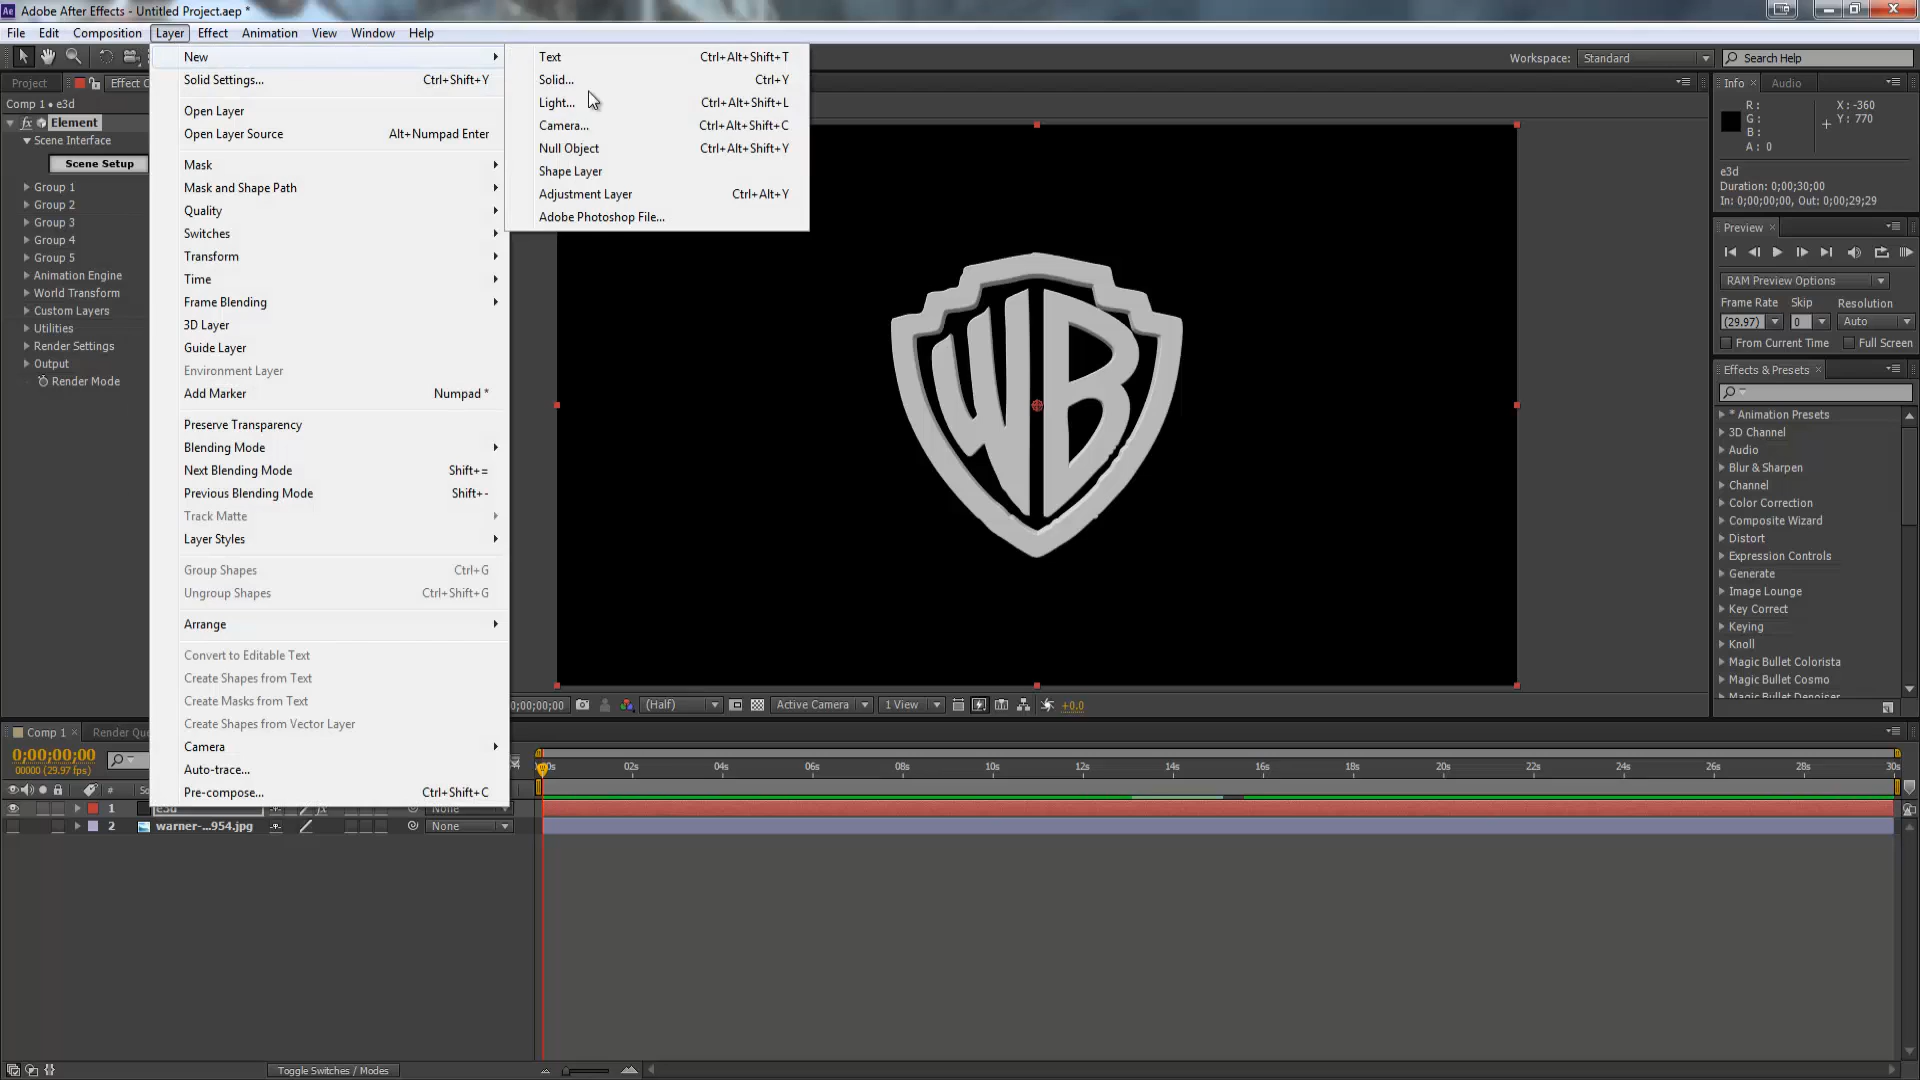 Adobe After Effects - Untitled Project.aep *
File Edit Composition Layer Effect Animation View Window Help
Workspace: Standard
Search Help
Project
Effect C
Comp 1 • e3d
fx Element
Scene Interface
Scene Setup
Group 1
Group 2
Group 3
Group 4
Group 5
Animation Engine
World Transform
Custom Layers
Utilities
Render Settings
Output
Render Mode
New
Solid Settings... Ctrl+Shift+Y
Open Layer
Open Layer Source Alt+Numpad Enter
Mask
Mask and Shape Path
Quality
Switches
Transform
Time
Frame Blending
3D Layer
Guide Layer
Environment Layer
Add Marker Numpad *
Preserve Transparency
Blending Mode
Next Blending Mode Shift+=
Previous Blending Mode Shift+-
Track Matte
Layer Styles
Group Shapes Ctrl+G
Ungroup Shapes Ctrl+Shift+G
Arrange
Convert to Editable Text
Create Shapes from Text
Create Masks from Text
Create Shapes from Vector Layer
Camera
Auto-trace...
Pre-compose... Ctrl+Shift+C
Text Ctrl+Alt+Shift+T
Solid... Ctrl+Y
Light... Ctrl+Alt+Shift+L
Camera... Ctrl+Alt+Shift+C
Null Object Ctrl+Alt+Shift+Y
Shape Layer
Adjustment Layer Ctrl+Alt+Y
Adobe Photoshop File...
WB
0;00;00;00 (Half) Active Camera 1 View +0.0
Info Audio
R: X: -360
G: Y: 770
B:
A: 0
e3d
Duration: 0;00;30;00
In: 0;00;00;00, Out: 0;00;29;29
Preview
RAM Preview Options
Frame Rate Skip Resolution
(29.97) 0 Auto
From Current Time Full Screen
Effects & Presets
* Animation Presets
3D Channel
Audio
Blur & Sharpen
Channel
Color Correction
Composite Wizard
Distort
Expression Controls
Generate
Image Lounge
Key Correct
Keying
Knoll
Magic Bullet Colorista
Magic Bullet Cosmo
Magic Bullet Denoiser
Comp 1 Render Que
0;00;00;00
00000 (29.97 fps)
# So
1 e3d None
2 warner-...954.jpg None
00s 02s 04s 06s 08s 10s 12s 14s 16s 18s 20s 22s 24s 26s 28s 30s
Toggle Switches / Modes